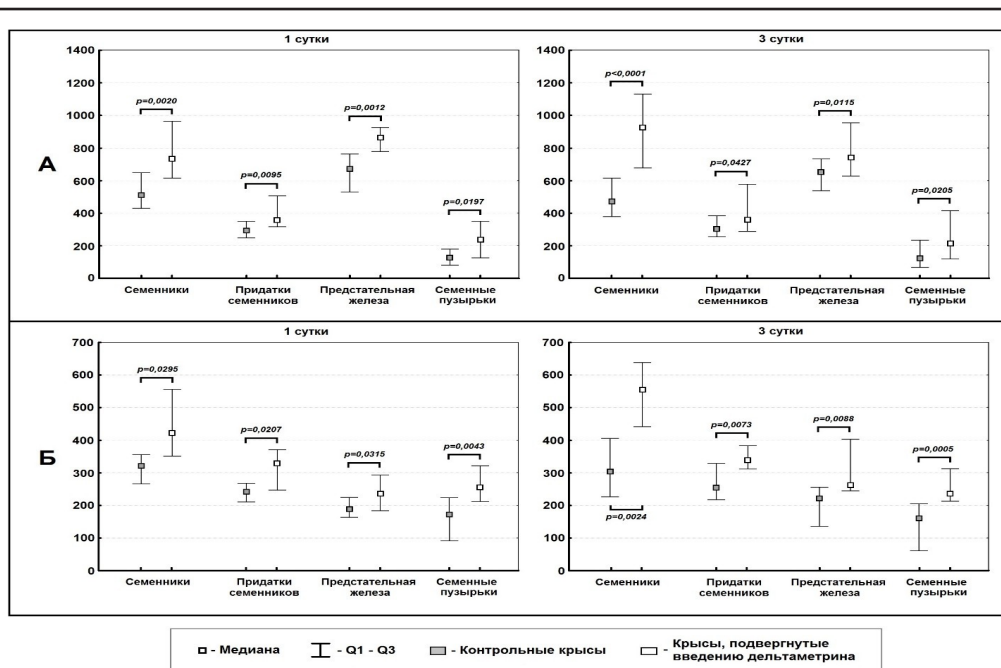 1 сутки
1400
1200
1000
800
600
400
200
0
А
p=0,0020
p=0,0095
p=0,0012
p=0,0197
Семенники
Придатки
семенников
Предстательная
железа
Семенные
пузырьки
3 сутки
1400
1200
1000
800
600
400
200
0
p<0,0001
p=0,0427
p=0,0115
p=0,0205
Семенники
Придатки
семенников
Предстательная
железа
Семенные
пузырьки
1 сутки
700
600
500
400
300
200
100
0
Б
p=0,0295
p=0,0207
p=0,0315
p=0,0043
Семенники
Придатки
семенников
Предстательная
железа
Семенные
пузырьки
3 сутки
700
600
500
400
300
200
100
0
p=0,0024
p=0,0073
p=0,0088
p=0,0005
Семенники
Придатки
семенников
Предстательная
железа
Семенные
пузырьки
- Медиана
- Q1 - Q3
- Контрольные крысы
- Крысы, подвергнутые
введению дельтаметрина